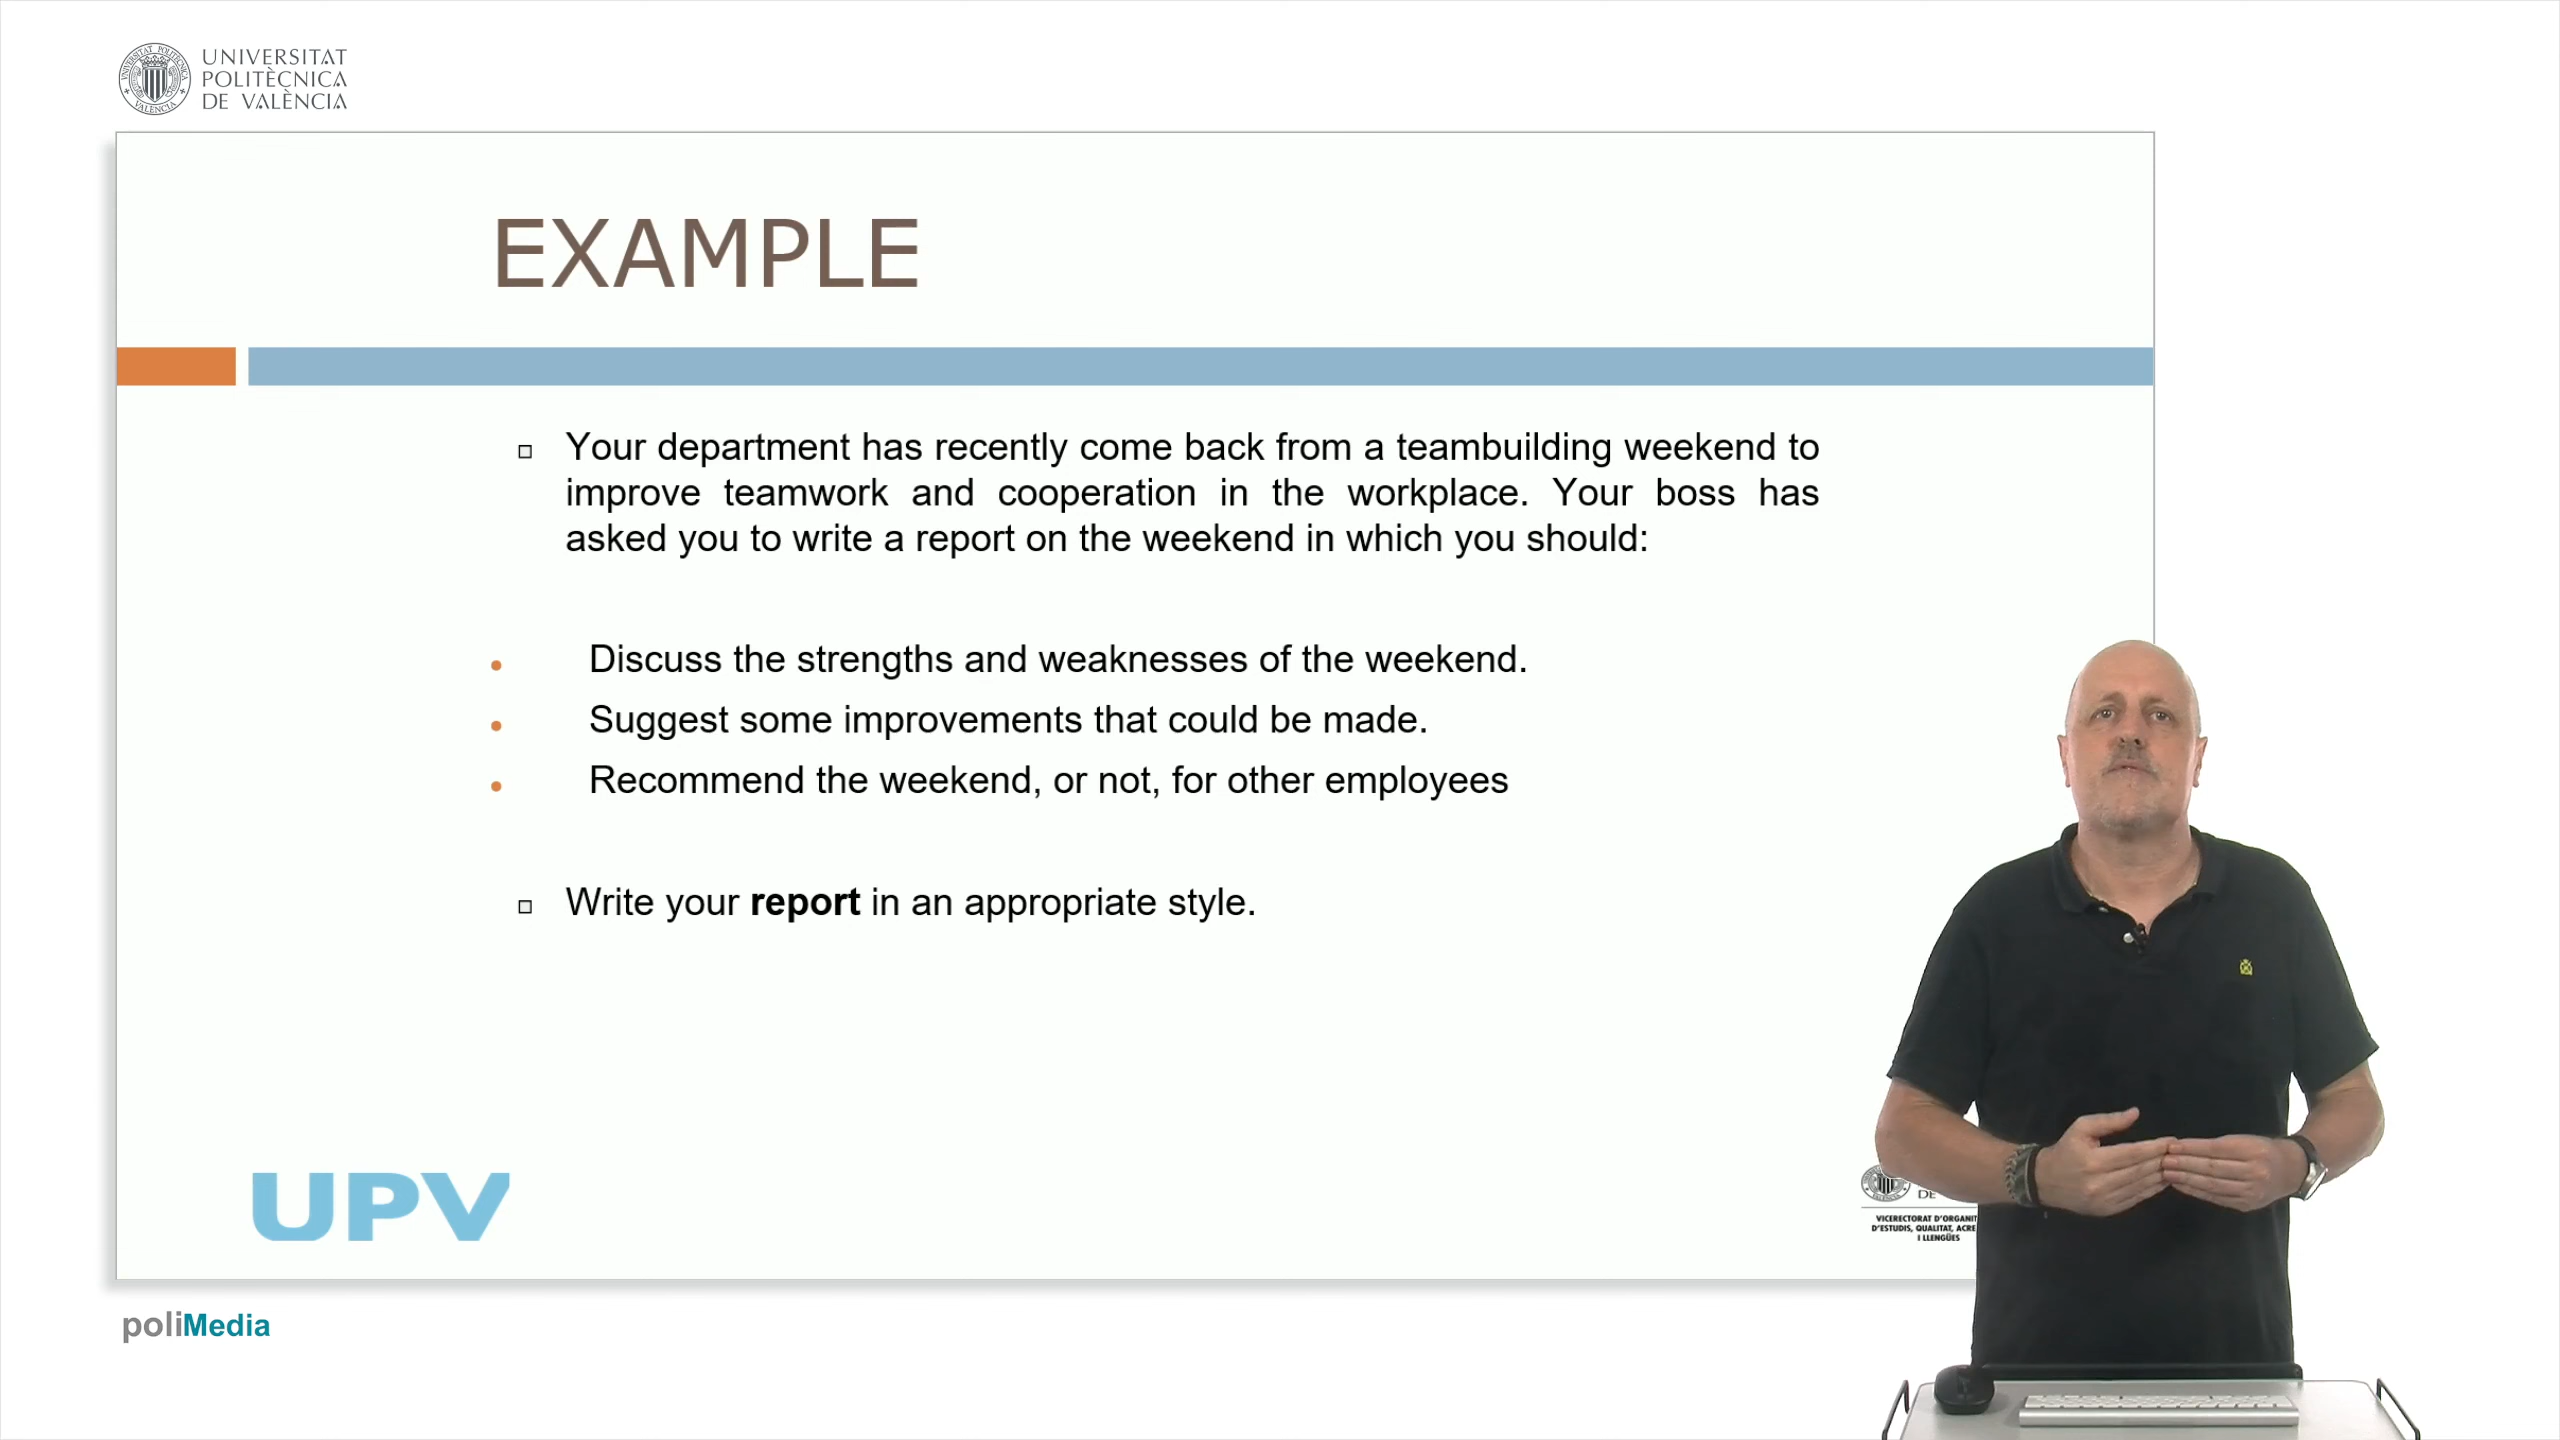 UNIVERSITAT
POLITÈCNICA
DE VALÈNCIA
EXAMPLE
Your department has recently come back from a teambuilding weekend to
improve teamwork and cooperation in the workplace. Your boss has
asked you to write a report on the weekend in which you should:
Discuss the strengths and weaknesses of the weekend.
Suggest some improvements that could be made.
Recommend the weekend, or not, for other employees
Write your report in an appropriate style.
UPV
DE
VICERECTORAT D'ORGANIT
D'ESTUDIS, QUALITAT, ACRE
I LLENGÜES
poliMedia